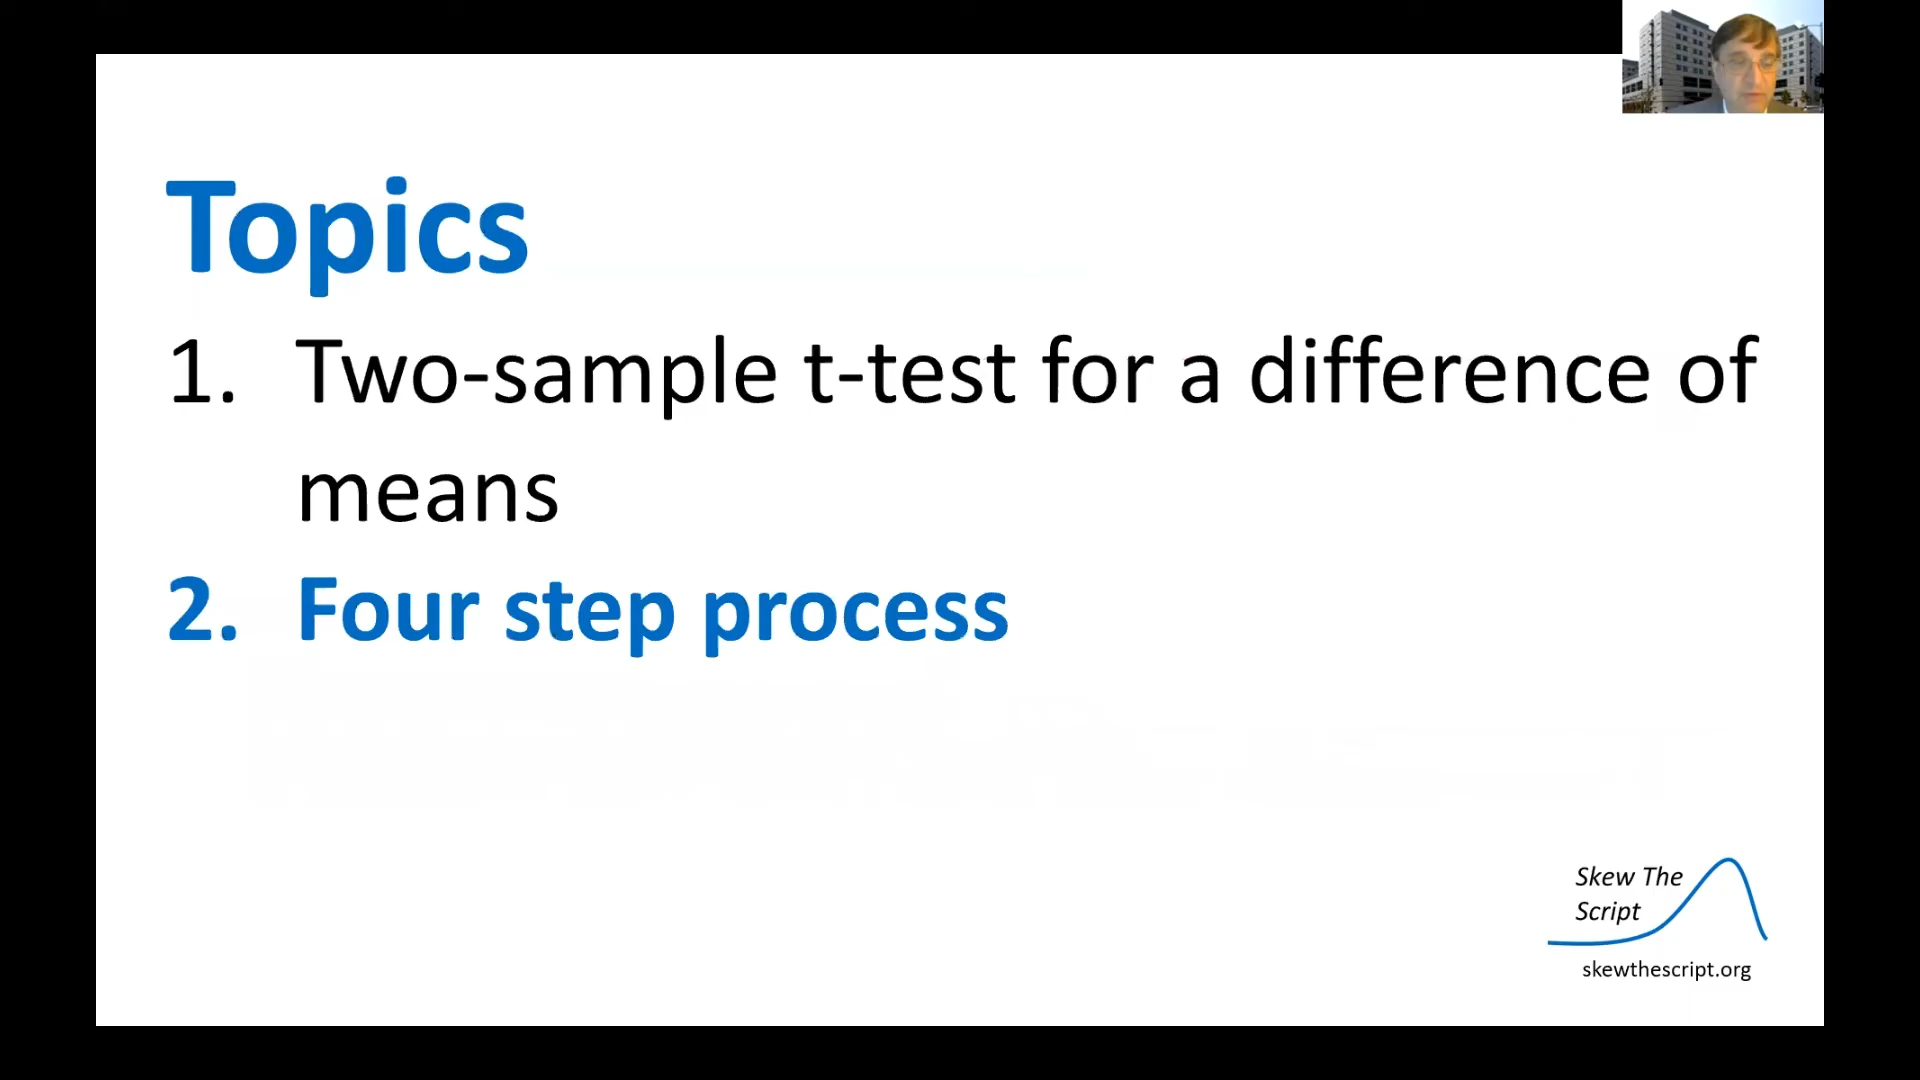 Topics
1. Two-sample t-test for a difference of
means
2. Four step process
Skew The
Script
skewthescript.org